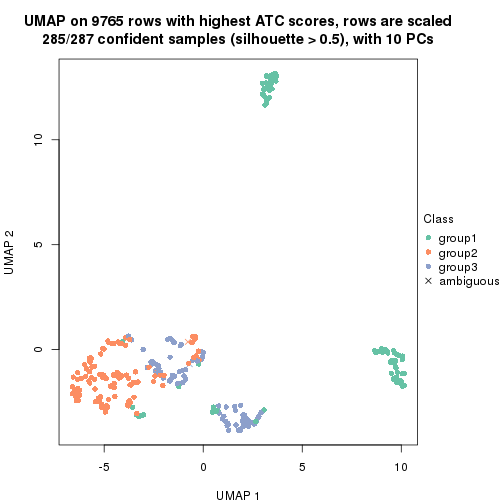 UMAP on 9765 rows with highest ATC scores, rows are scaled
285/287 confident samples (silhouette > 0.5), with 10 PCs
10
5
0
UMAP 2
-5
0
5
10
UMAP 1
Class
group1
group2
group3
ambiguous